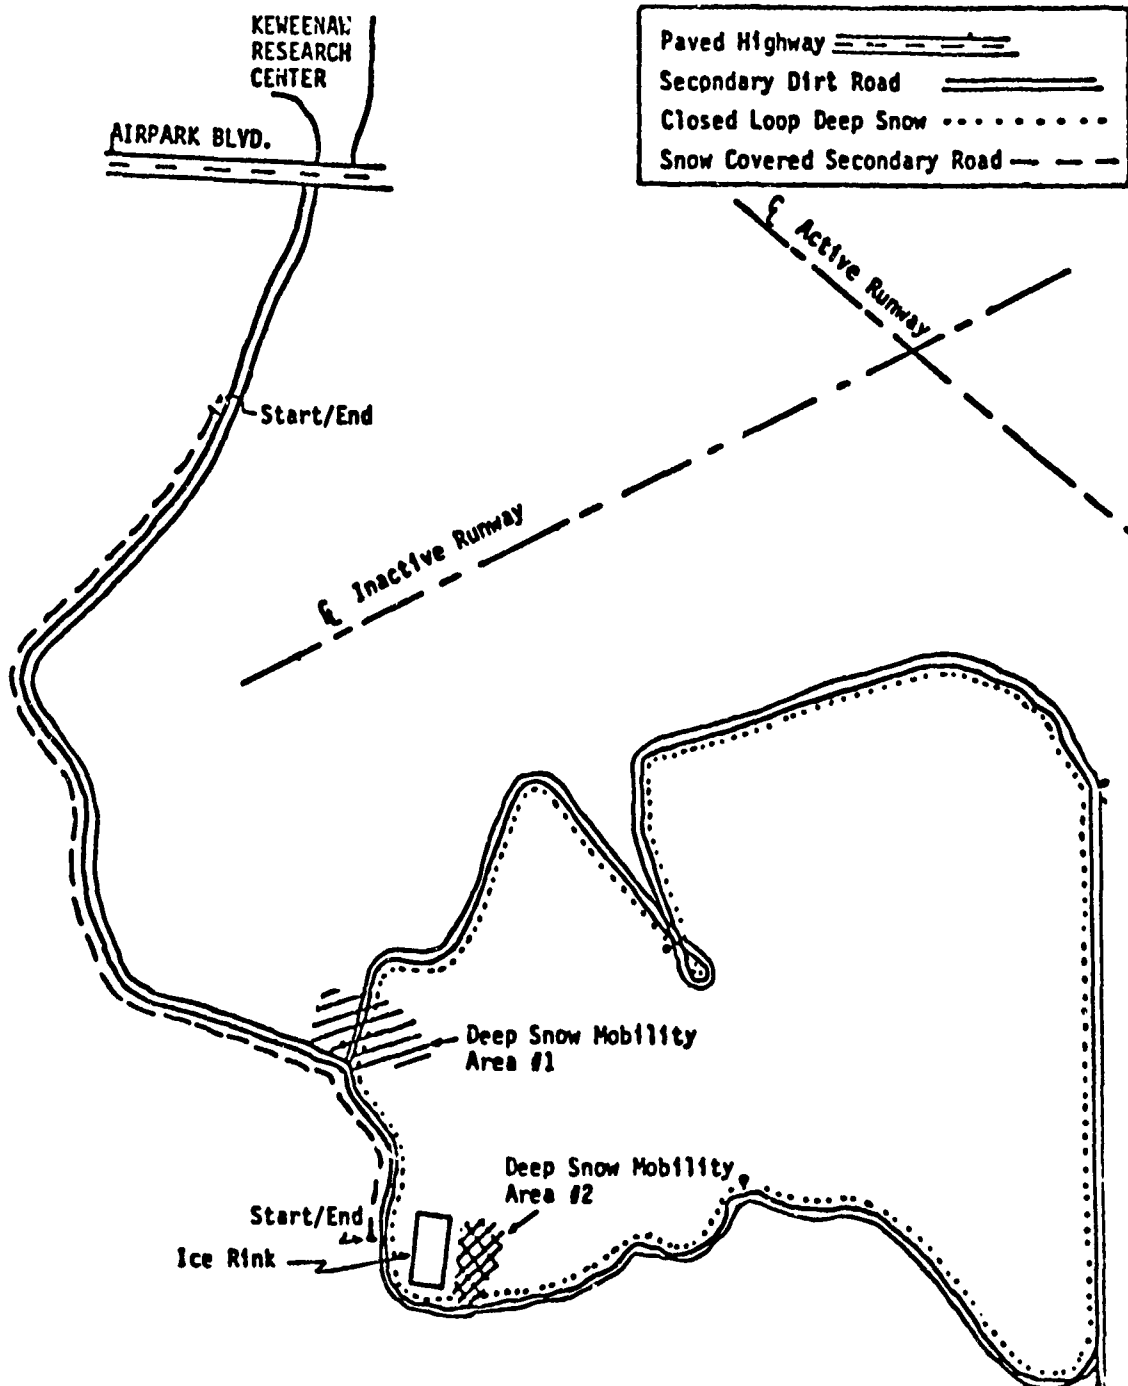 KEWEENAW
RESEARCH
CENTER
AIRPARK BLVD.
Paved Highway
Secondary Dirt Road
Closed Loop Deep Snow
Snow Covered Secondary Road
℄ Active Runway
Start/End
℄ Inactive Runway
Deep Snow Mobility
Area #1
Deep Snow Mobility
Area #2
Start/End
Ice Rink